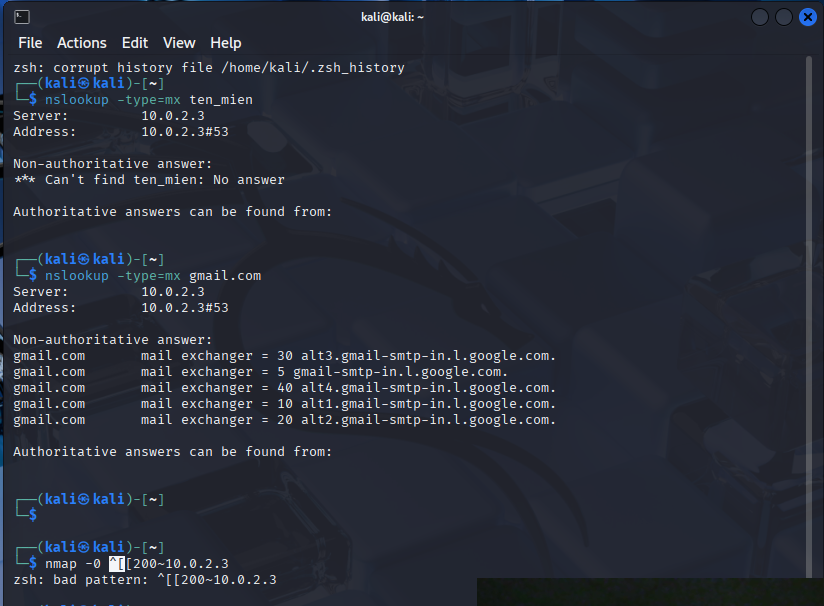 kali@kali: ~
File Actions Edit View Help
zsh: corrupt history file /home/kali/.zsh_history
┌──(kali㉿kali)-[~]
└─$ nslookup -type=mx ten_mien
Server: 10.0.2.3
Address: 10.0.2.3#53
Non-authoritative answer:
*** Can't find ten_mien: No answer
Authoritative answers can be found from:
┌──(kali㉿kali)-[~]
└─$ nslookup -type=mx gmail.com
Server: 10.0.2.3
Address: 10.0.2.3#53
Non-authoritative answer:
gmail.com mail exchanger = 30 alt3.gmail-smtp-in.l.google.com.
gmail.com mail exchanger = 5 gmail-smtp-in.l.google.com.
gmail.com mail exchanger = 40 alt4.gmail-smtp-in.l.google.com.
gmail.com mail exchanger = 10 alt1.gmail-smtp-in.l.google.com.
gmail.com mail exchanger = 20 alt2.gmail-smtp-in.l.google.com.
Authoritative answers can be found from:
┌──(kali㉿kali)-[~]
└─$
┌──(kali㉿kali)-[~]
└─$ nmap -0 ^[[200~10.0.2.3
zsh: bad pattern: ^[[200~10.0.2.3